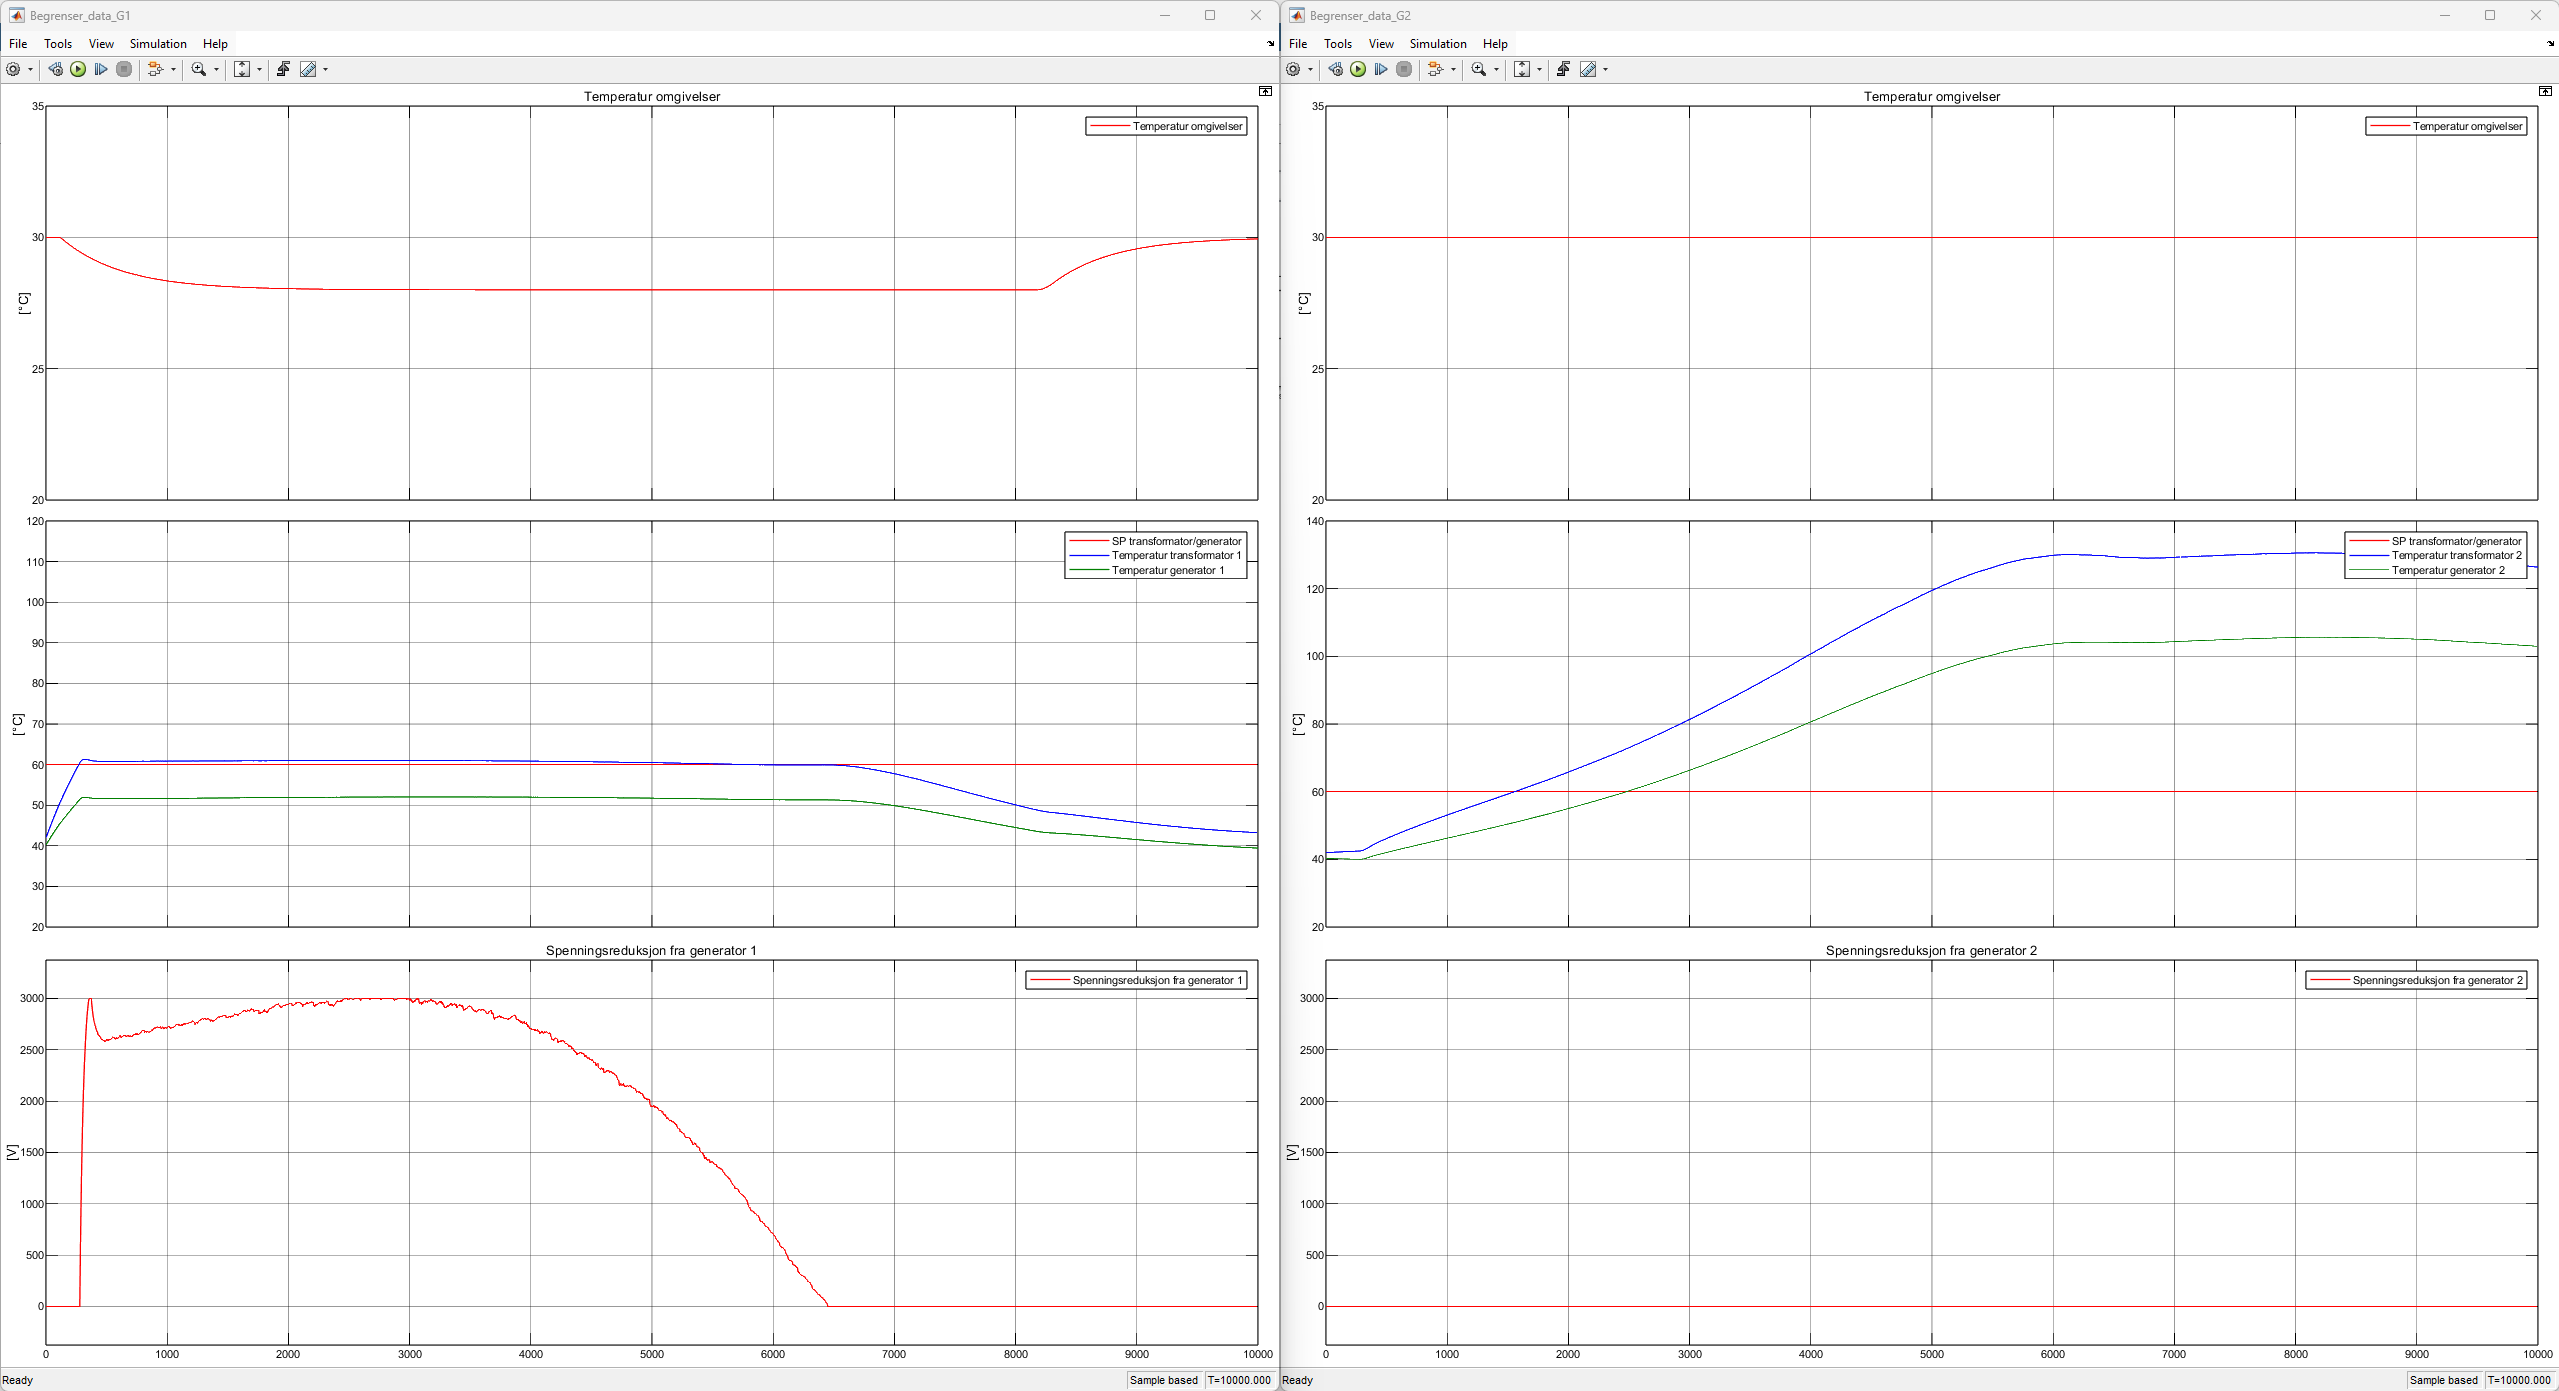 Begrenser_data_G1
File Tools View Simulation Help
Temperatur omgivelser
Temperatur omgivelser
35
30
25
20
[°C]
120
110
100
90
80
70
60
50
40
30
20
[°C]
SP transformator/generator
Temperatur transformator 1
Temperatur generator 1
Spenningsreduksjon fra generator 1
Spenningsreduksjon fra generator 1
3000
2500
2000
1500
1000
500
0
[V]
0 1000 2000 3000 4000 5000 6000 7000 8000 9000 10000
Ready Sample based T=10000.000
Begrenser_data_G2
File Tools View Simulation Help
Temperatur omgivelser
Temperatur omgivelser
35
30
25
20
[°C]
140
120
100
80
60
40
20
[°C]
SP transformator/generator
Temperatur transformator 2
Temperatur generator 2
Spenningsreduksjon fra generator 2
Spenningsreduksjon fra generator 2
3000
2500
2000
1500
1000
500
0
[V]
0 1000 2000 3000 4000 5000 6000 7000 8000 9000 10000
Ready Sample based T=10000.000